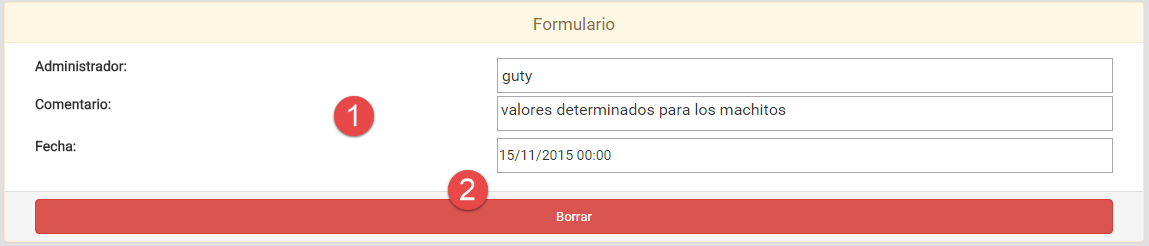 Formulario
Administrador:
guty
Comentario:
1
valores determinados para los machitos
Fecha:
15/11/2015 00:00
2
Borrar